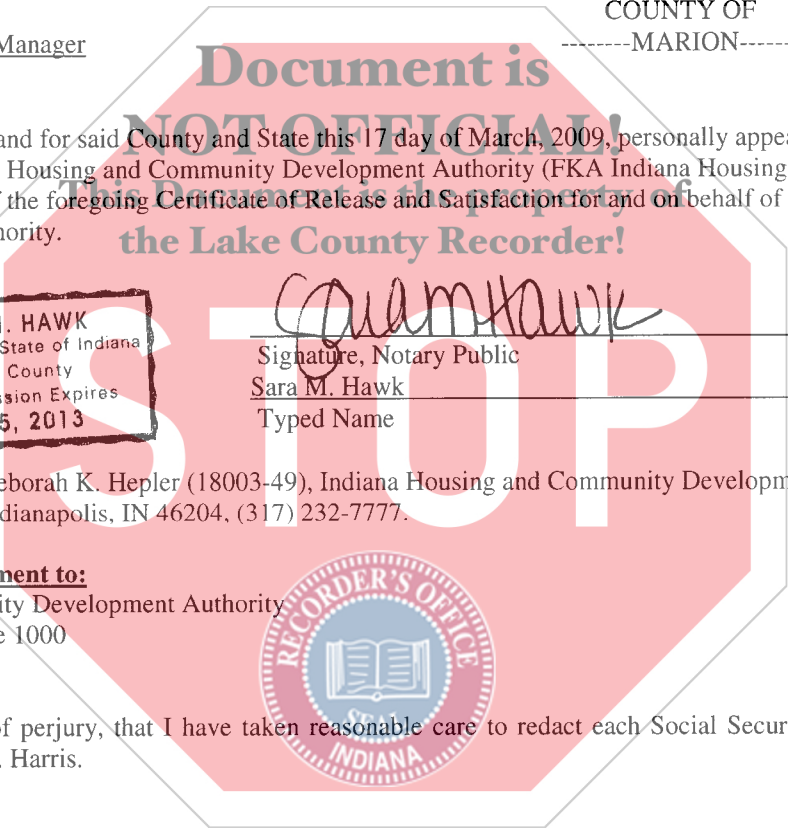 COUNTY OF
Manager
--------MARION------
Document is
NOT OFFICIAL!
This Document is the property of
the Lake County Recorder!
and for said County and State this 17 day of March, 2009, personally appea
Housing and Community Development Authority (FKA Indiana Housing
f the foregoing Certificate of Release and Satisfaction for and on behalf of
hority.
. HAWK
State of Indiana
County
ssion Expires
5, 2013
Sara M Hawk
Signature, Notary Public
Sara M. Hawk
Typed Name
STOP
eborah K. Hepler (18003-49), Indiana Housing and Community Developm
dianapolis, IN 46204, (317) 232-7777.
ment to:
ity Development Authority
e 1000
RECORDER'S OFFICE
SEAL
INDIANA
of perjury, that I have taken reasonable care to redact each Social Secur
. Harris.